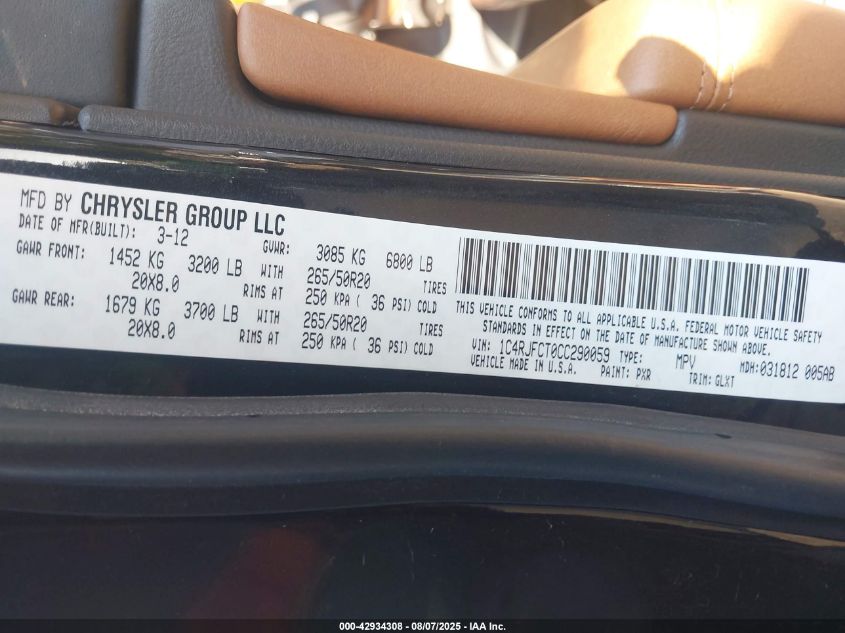 MFD BY CHRYSLER GROUP LLC
DATE OF MFR(BUILT): 3-12 GVWR: 3085 KG 6800 LB
GAWR FRONT: 1452 KG 3200 LB WITH 265/50R20 TIRES
20X8.0 RIMS AT 250 KPA ( 36 PSI) COLD
GAWR REAR: 1679 KG 3700 LB WITH 265/50R20 TIRES
20X8.0 RIMS AT 250 KPA ( 36 PSI) COLD
THIS VEHICLE CONFORMS TO ALL APPLICABLE U.S.A. FEDERAL MOTOR VEHICLE SAFETY
STANDARDS IN EFFECT ON THE DATE OF MANUFACTURE SHOWN ABOVE.
VIN: 1C4RJFCT0CC290059 TYPE: MPV MDH:031812 005AB
VEHICLE MADE IN U.S.A. PAINT: PXR TRIM: GLXT
000-42934308 - 08/07/2025 - IAA Inc.